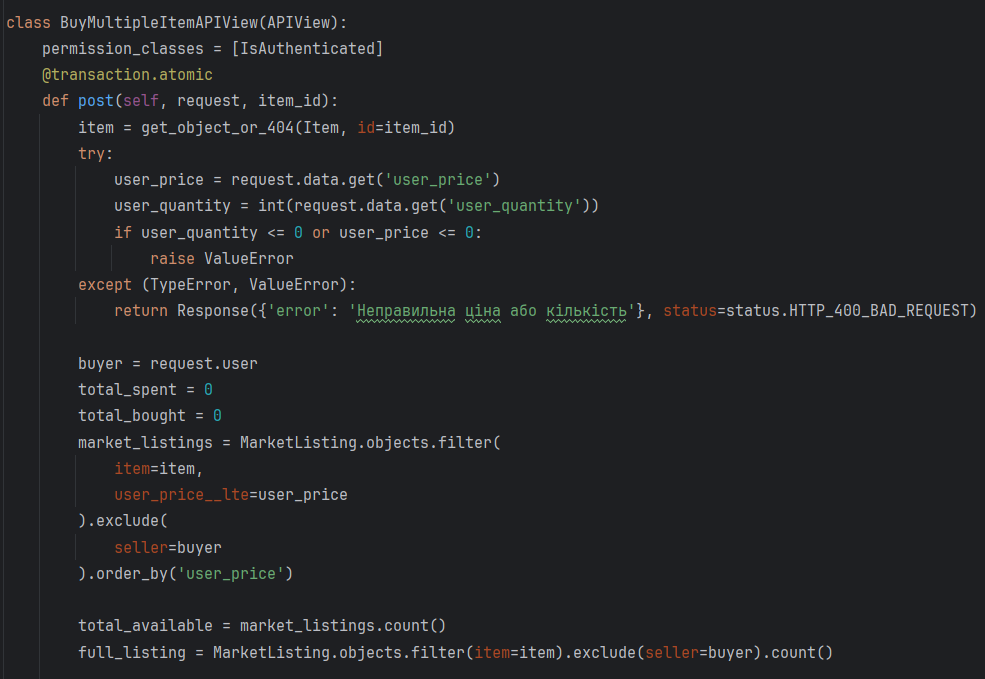 class BuyMultipleItemAPIView(APIView):
    permission_classes = [IsAuthenticated]
    @transaction.atomic
    def post(self, request, item_id):
        item = get_object_or_404(Item, id=item_id)
        try:
            user_price = request.data.get('user_price')
            user_quantity = int(request.data.get('user_quantity'))
            if user_quantity <= 0 or user_price <= 0:
                raise ValueError
        except (TypeError, ValueError):
            return Response({'error': 'Неправильна ціна або кількість'}, status=status.HTTP_400_BAD_REQUEST)

        buyer = request.user
        total_spent = 0
        total_bought = 0
        market_listings = MarketListing.objects.filter(
            item=item,
            user_price__lte=user_price
        ).exclude(
            seller=buyer
        ).order_by('user_price')

        total_available = market_listings.count()
        full_listing = MarketListing.objects.filter(item=item).exclude(seller=buyer).count()